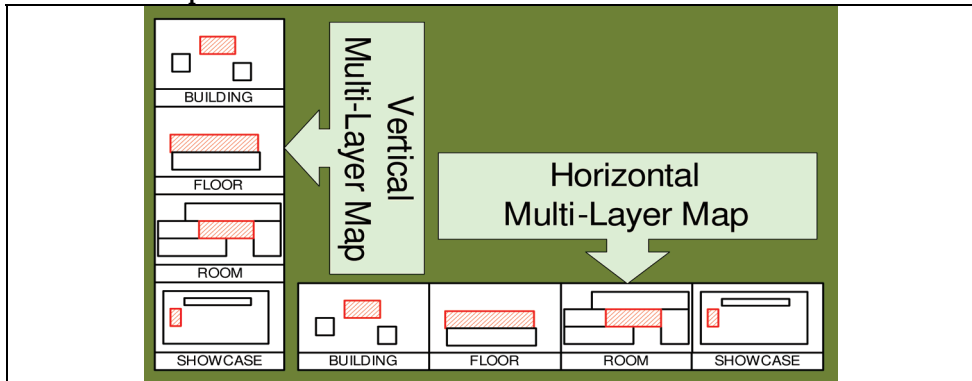 BUILDING
FLOOR
ROOM
SHOWCASE
Vertical
Multi-Layer Map
Horizontal
Multi-Layer Map
BUILDING
FLOOR
ROOM
SHOWCASE